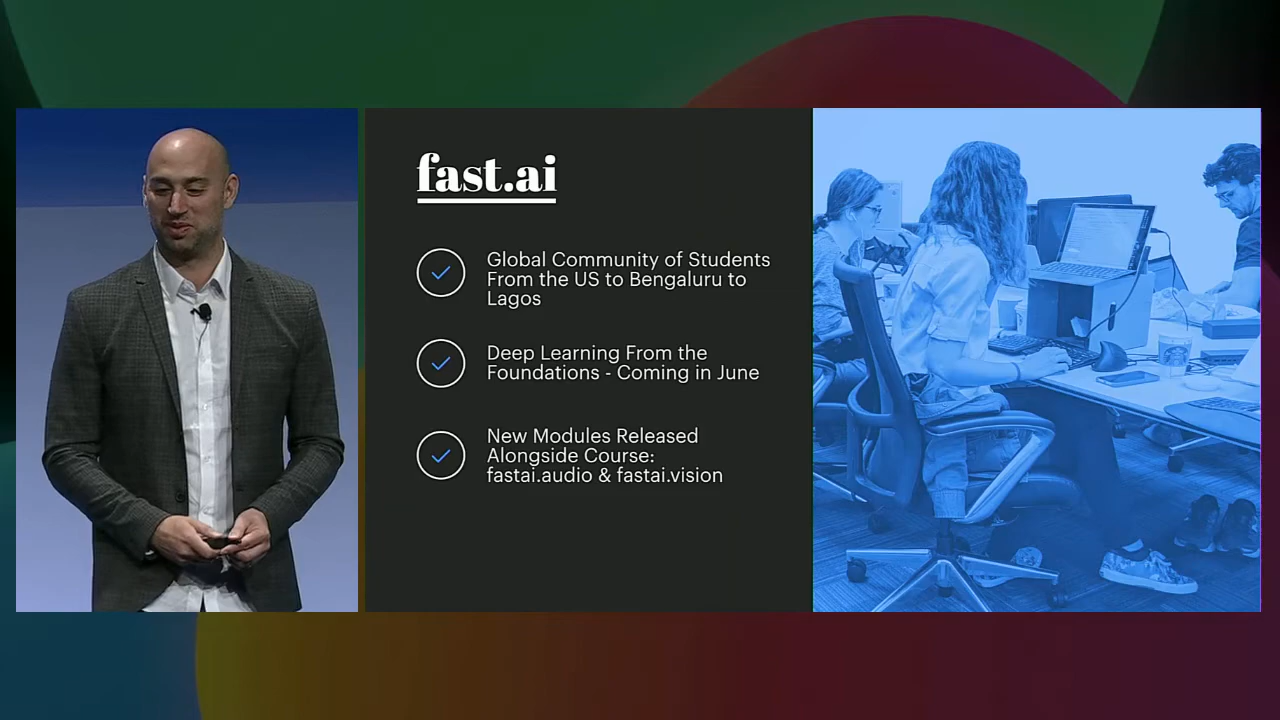 fast.ai
Global Community of Students
From the US to Bengaluru to
Lagos
Deep Learning From the
Foundations - Coming in June
New Modules Released
Alongside Course:
fastai.audio & fastai.vision